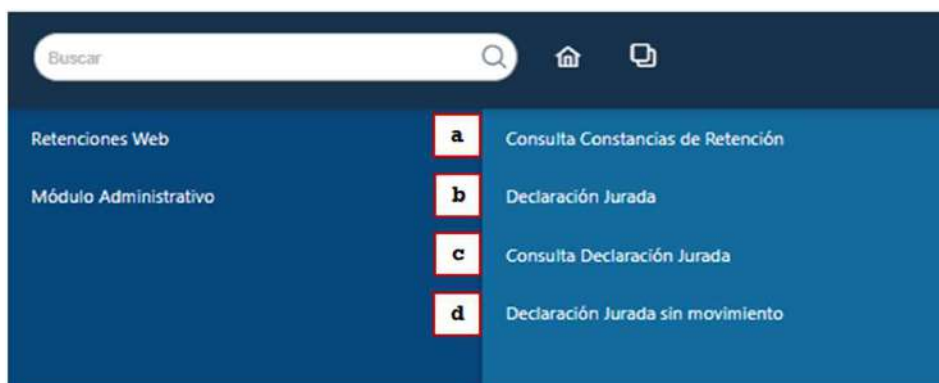 Buscar
Retenciones Web
a
Consulta Constancias de Retención
Módulo Administrativo
b
Declaración Jurada
c
Consulta Declaración Jurada
d
Declaración Jurada sin movimiento